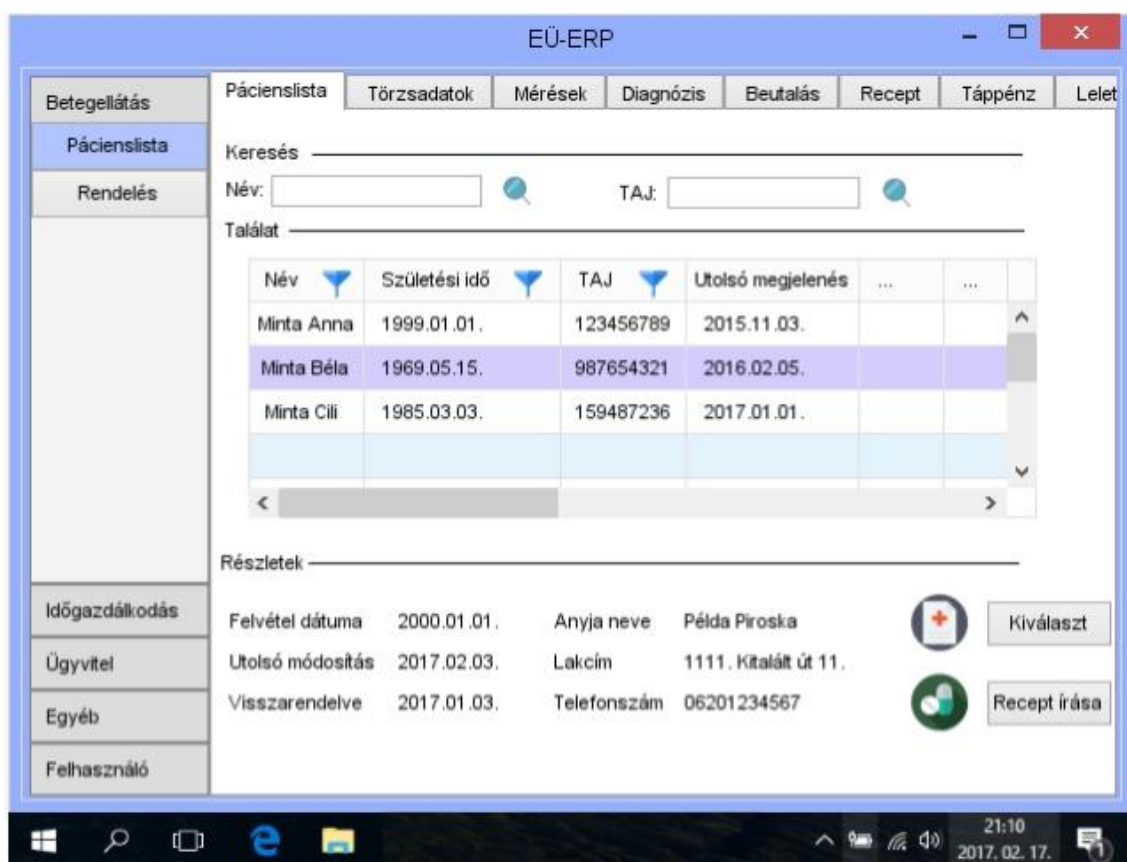 EÜ-ERP
Betegellátás
Pácienslista
Rendelés
Időgazdálkodás
Ügyvitel
Egyéb
Felhasználó
Pácienslista Törzsadatok Mérések Diagnózis Beutalás Recept Táppénz Lelet
Keresés
Név: TAJ:
Találat
Név Születési idő TAJ Utolsó megjelenés ... ...
Minta Anna 1999.01.01. 123456789 2015.11.03.
Minta Béla 1969.05.15. 987654321 2016.02.05.
Minta Cili 1985.03.03. 159487236 2017.01.01.
Részletek
Felvétel dátuma 2000.01.01. Anyja neve Példa Piroska Kiválaszt
Utolsó módosítás 2017.02.03. Lakcím 1111. Kitalált út 11.
Visszarendelve 2017.01.03. Telefonszám 06201234567 Recept írása
21:10
2017. 02. 17.
1